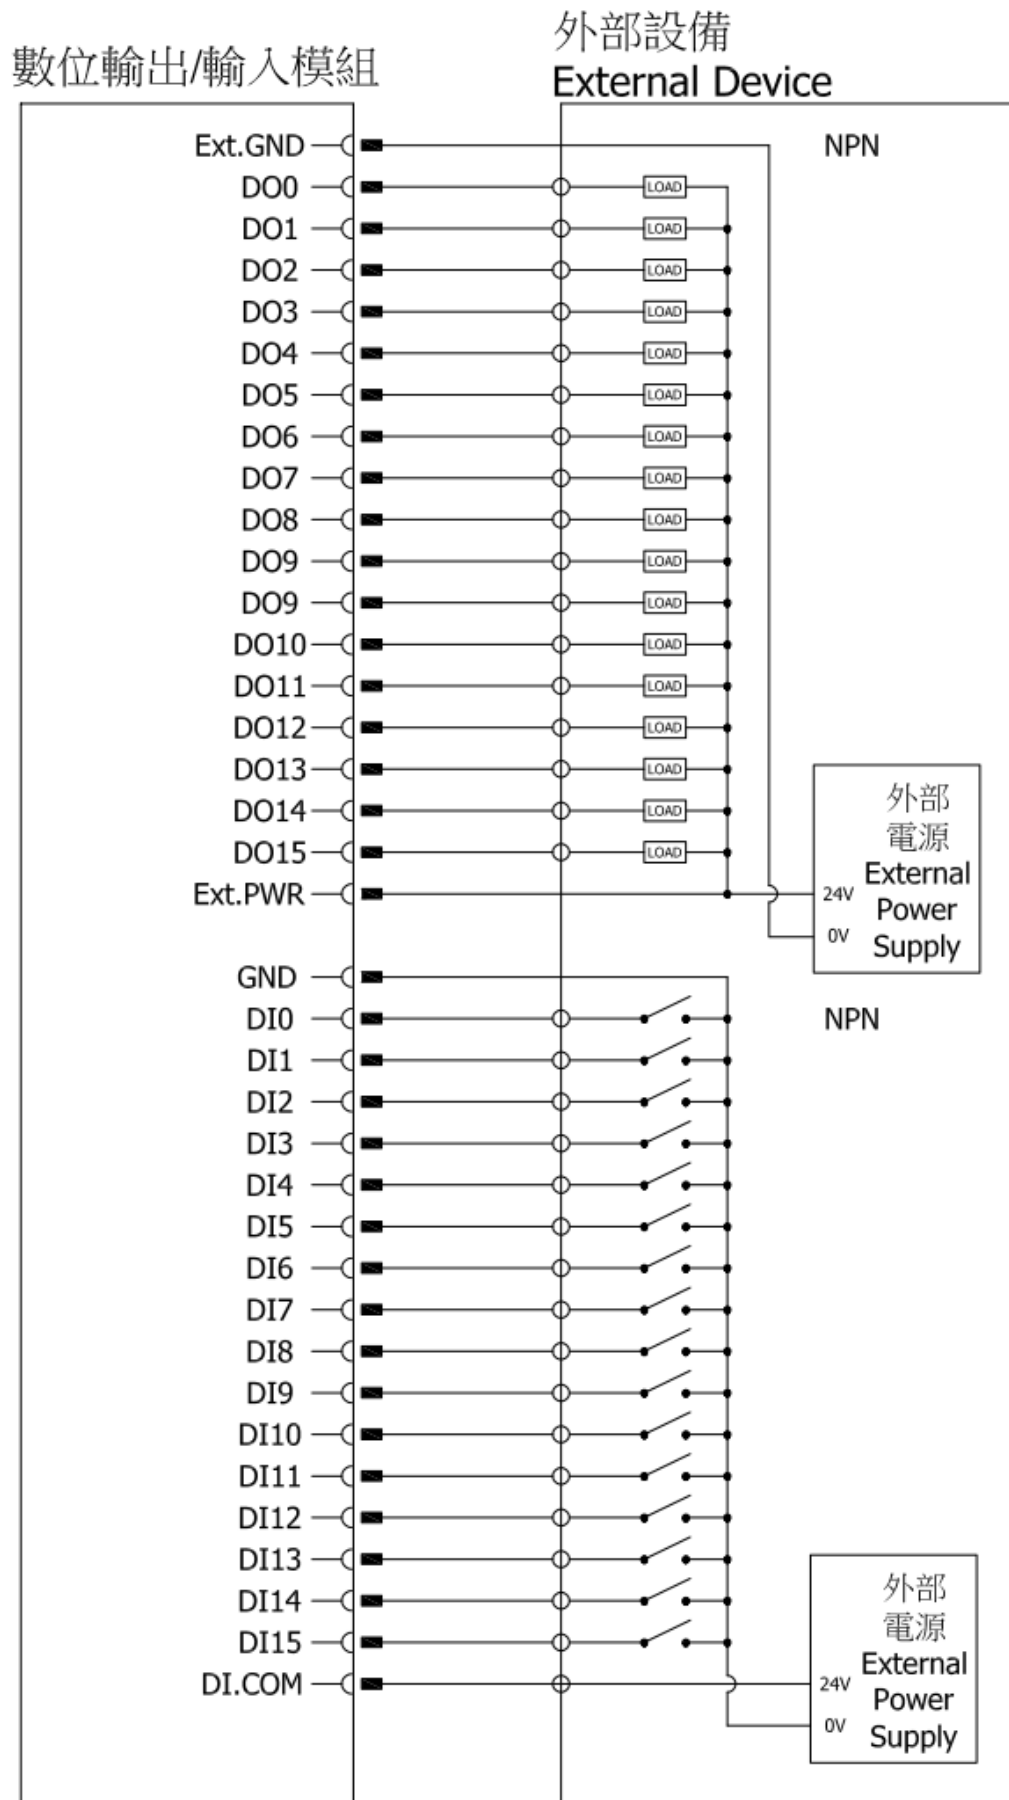 數位輸出/輸入模組
外部設備
External Device
Ext.GND
NPN
DO0
LOAD
DO1
LOAD
DO2
LOAD
DO3
LOAD
DO4
LOAD
DO5
LOAD
DO6
LOAD
DO7
LOAD
DO8
LOAD
DO9
LOAD
DO9
LOAD
DO10
LOAD
DO11
LOAD
DO12
LOAD
DO13
LOAD
DO14
LOAD
DO15
LOAD
Ext.PWR
外部
電源
External
Power
Supply
24V
0V
GND
DI0
NPN
DI1
DI2
DI3
DI4
DI5
DI6
DI7
DI8
DI9
DI10
DI11
DI12
DI13
DI14
DI15
DI.COM
外部
電源
External
Power
Supply
24V
0V